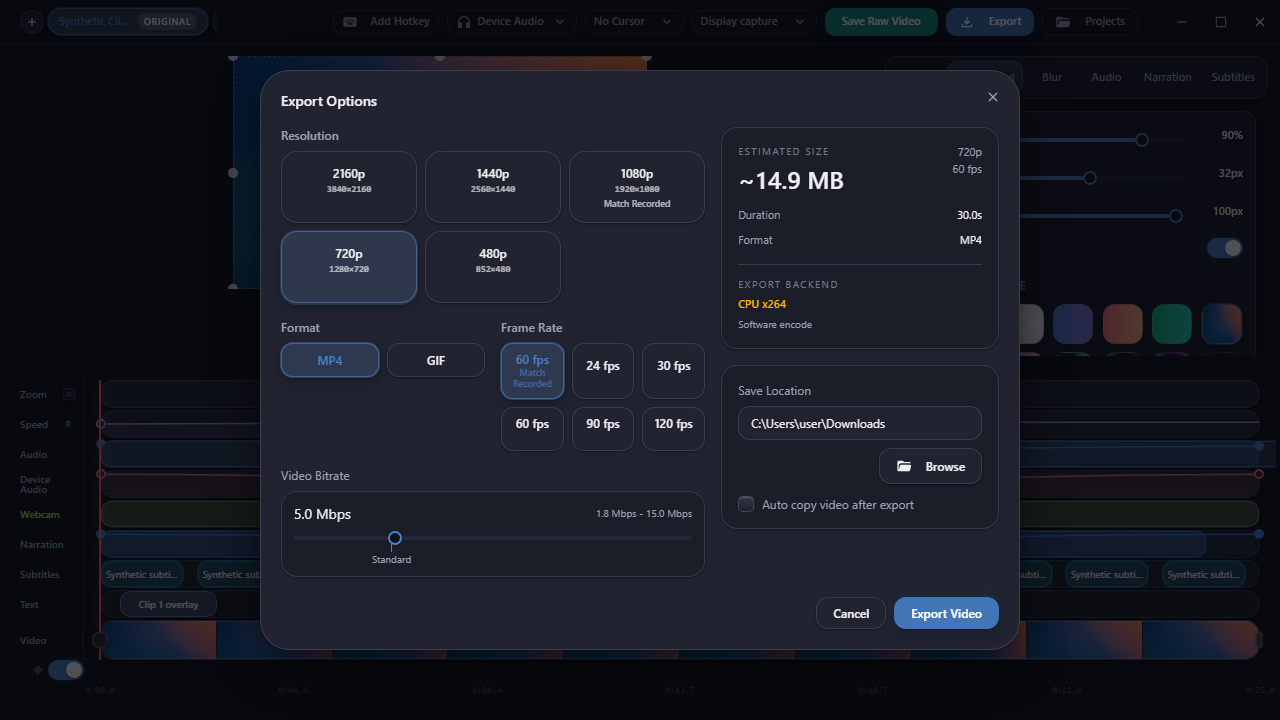 Synthetic Cli... ORIGINAL
Add Hotkey
Device Audio
No Cursor
Display capture
Save Raw Video
Export
Projects
Blur
Audio
Narration
Subtitles
90%
32px
100px
Export Options
Resolution
2160p
3840×2160
1440p
2560×1440
1080p
1920×1080
Match Recorded
720p
1280×720
480p
852×480
Format
MP4
GIF
Frame Rate
60 fps
Match
Recorded
24 fps
30 fps
60 fps
90 fps
120 fps
Video Bitrate
5.0 Mbps
1.8 Mbps - 15.0 Mbps
Standard
ESTIMATED SIZE
720p
~14.9 MB
60 fps
Duration
30.0s
Format
MP4
EXPORT BACKEND
CPU x264
Software encode
Save Location
C:\Users\user\Downloads
Browse
Auto copy video after export
Cancel
Export Video
Zoom
Speed
R
Audio
Device
Audio
Webcam
Narration
Subtitles
Synthetic subti...
Synthetic subti...
Synthetic subti...
Text
Clip 1 overlay
Video
0:00.0